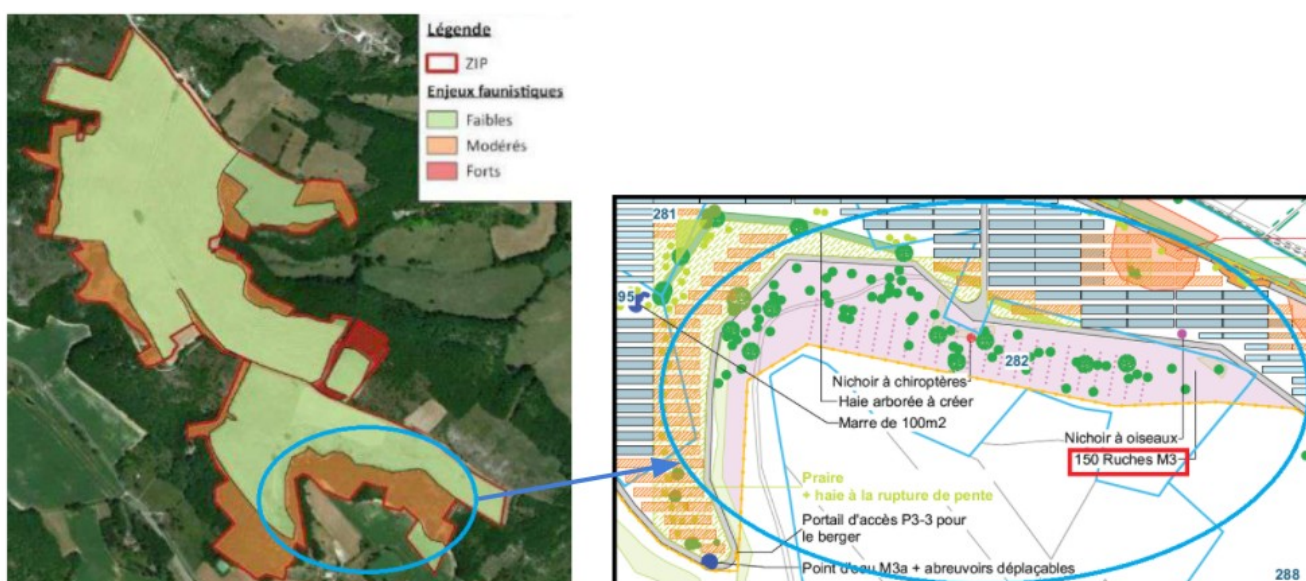 Légende
ZIP
Enjeux faunistiques
Faibles
Modérés
Forts
281
95
282
Nichoir à chiroptères
Haie arborée à créer
Marre de 100m2
Nichoir à oiseaux
150 Ruches M3
Praire
+ haie à la rupture de pente
Portail d'accès P3-3 pour
le berger
Point d'eau M3a + abreuvoirs déplaçables
288